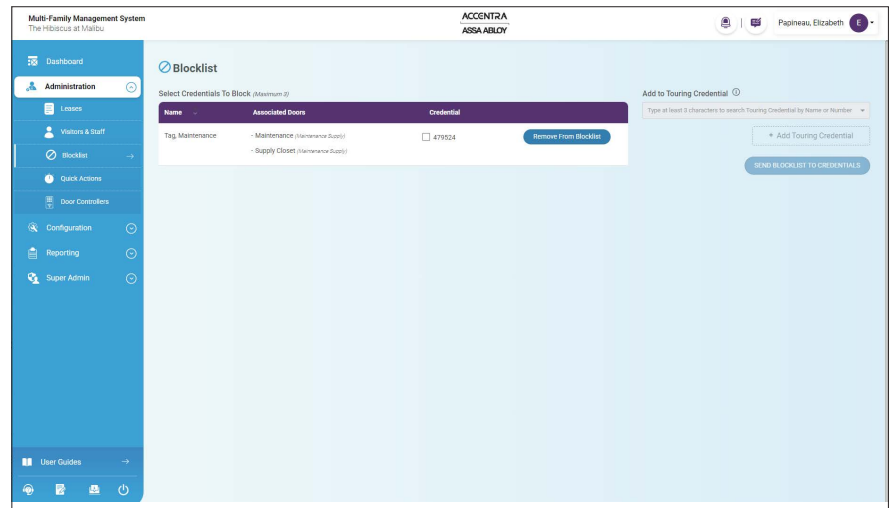 Multi-Family Management System
The Hibiscus at Malibu
ACCENTRA
ASSA ABLOY
Papineau, Elizabeth E
Dashboard
Administration
Leases
Visitors & Staff
Blocklist
Quick Actions
Door Controllers
Configuration
Reporting
Super Admin
User Guides
Blocklist
Select Credentials To Block (Maximum 3)
Name Associated Doors Credential
Tag, Maintenance - Maintenance (Maintenance Supply) 479524 Remove From Blocklist
- Supply Closet (Maintenance Supply)
Add to Touring Credential
Type at least 3 characters to search Touring Credential by Name or Number
+ Add Touring Credential
SEND BLOCKLIST TO CREDENTIALS